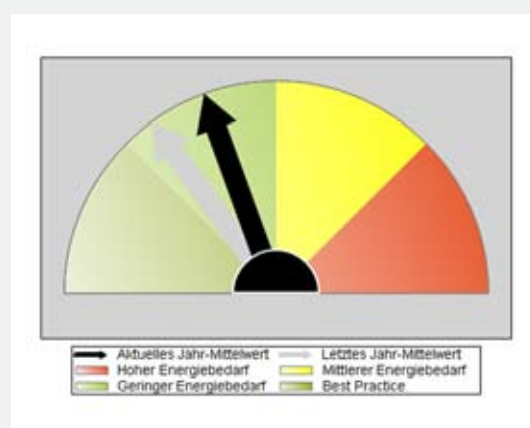 Aktuelles Jahr-Mittelwert Letztes Jahr-Mittelwert
Hoher Energiebedarf Mittlerer Energiebedarf
Geringer Energiebedarf Best Practice